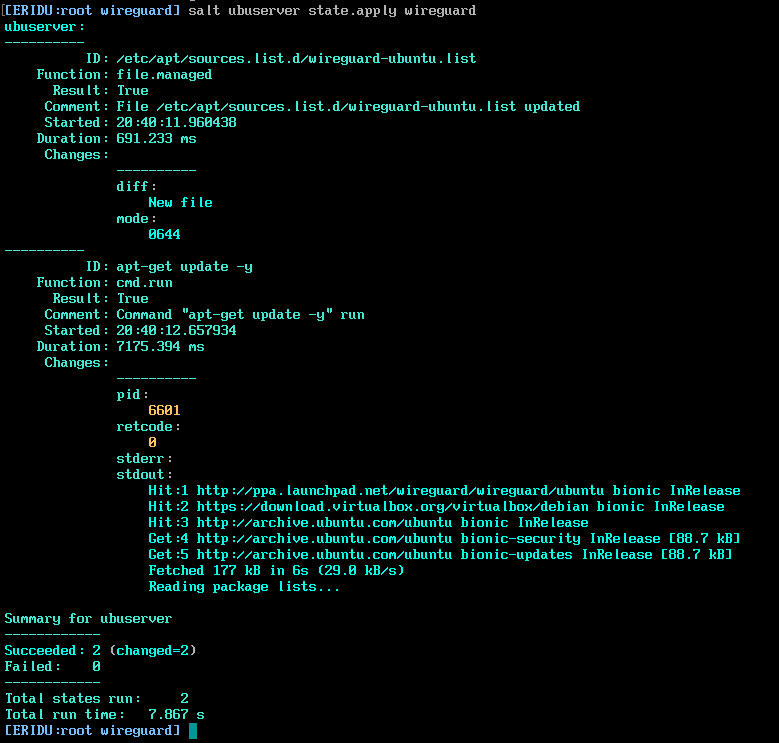 [ERIDU:root wireguard] salt ubuserver state.apply wireguard
ubuserver:
----------
          ID: /etc/apt/sources.list.d/wireguard-ubuntu.list
    Function: file.managed
      Result: True
     Comment: File /etc/apt/sources.list.d/wireguard-ubuntu.list updated
     Started: 20:40:11.960438
    Duration: 691.233 ms
     Changes:
              ----------
              diff:
                  New file
              mode:
                  0644
----------
          ID: apt-get update -y
    Function: cmd.run
      Result: True
     Comment: Command "apt-get update -y" run
     Started: 20:40:12.657934
    Duration: 7175.394 ms
     Changes:
              ----------
              pid:
                  6601
              retcode:
                  0
              stderr:
              stdout:
                  Hit:1 http://ppa.launchpad.net/wireguard/wireguard/ubuntu bionic InRelease
                  Hit:2 https://download.virtualbox.org/virtualbox/debian bionic InRelease
                  Hit:3 http://archive.ubuntu.com/ubuntu bionic InRelease
                  Get:4 http://archive.ubuntu.com/ubuntu bionic-security InRelease [88.7 kB]
                  Get:5 http://archive.ubuntu.com/ubuntu bionic-updates InRelease [88.7 kB]
                  Fetched 177 kB in 6s (29.0 kB/s)
                  Reading package lists...

Summary for ubuserver
------------
Succeeded: 2 (changed=2)
Failed:    0
------------
Total states run:     2
Total run time:   7.867 s
[ERIDU:root wireguard]